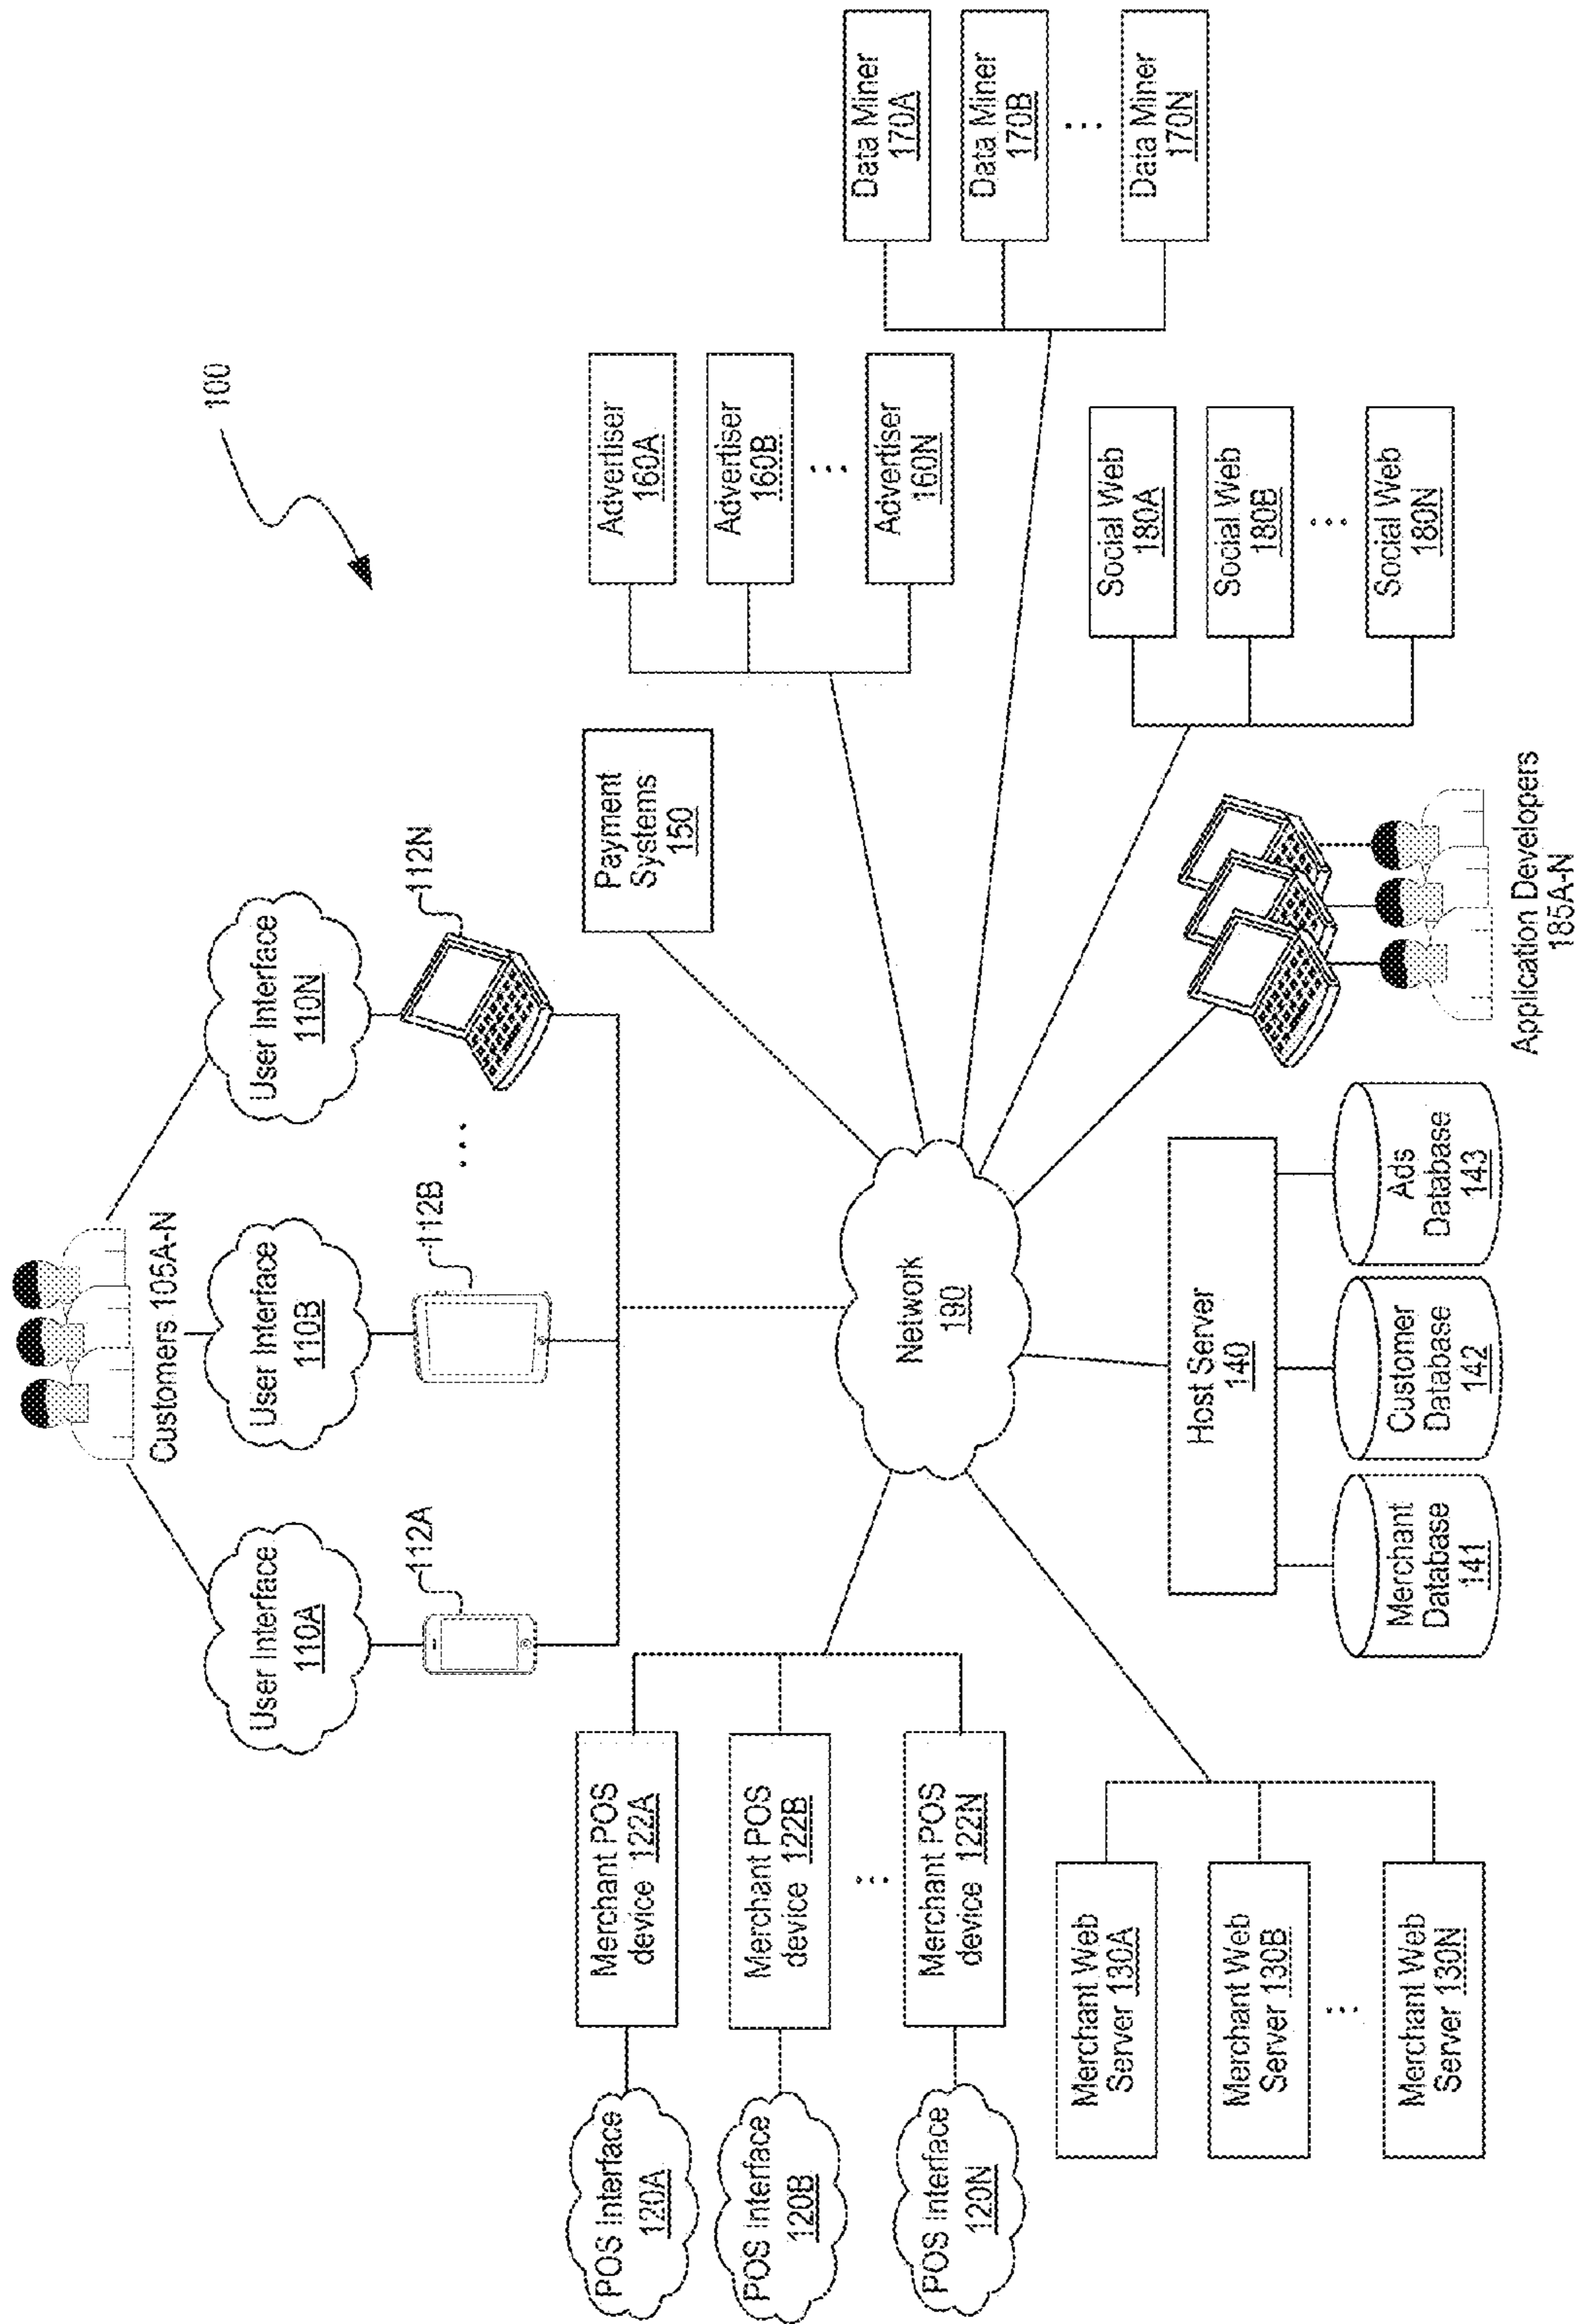 100
Customers 105A-N
User Interface
110A
User Interface
110B
User Interface
110N
112A
112B
...
112N
POS Interface
120A
POS Interface
120B
POS Interface
120N
Merchant POS
device 122A
Merchant POS
device 122B
...
Merchant POS
device 122N
Payment
Systems
150
Advertiser
160A
Advertiser
160B
...
Advertiser
160N
Data Miner
170A
Data Miner
170B
...
Data Miner
170N
Network
190
Merchant Web
Server 130A
Merchant Web
Server 130B
...
Merchant Web
Server 130N
Host Server
140
Merchant
Database
141
Customer
Database
142
Ads
Database
143
Social Web
180A
Social Web
180B
...
Social Web
180N
Application Developers
185A-N